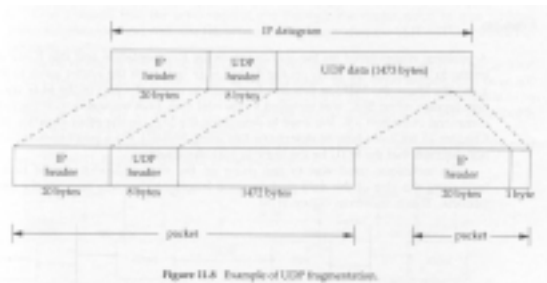 IP datagram
IP header
UDP header
UDP data (1473 bytes)
20 bytes
8 bytes
IP header
UDP header
IP header
20 bytes
8 bytes
1472 bytes
20 bytes
1 byte
packet
packet
Figure 11.8 Example of UDP fragmentation.